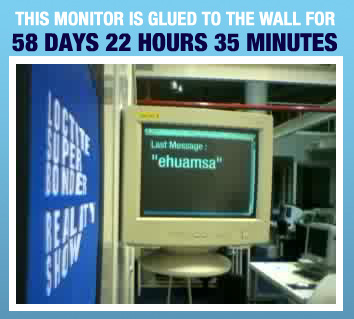 THIS MONITOR IS GLUED TO THE WALL FOR
58 DAYS 22 HOURS 35 MINUTES
Last Message :
"ehuamsa"
LOCTITE
SUPER
BONDER
REALITY
SHOW